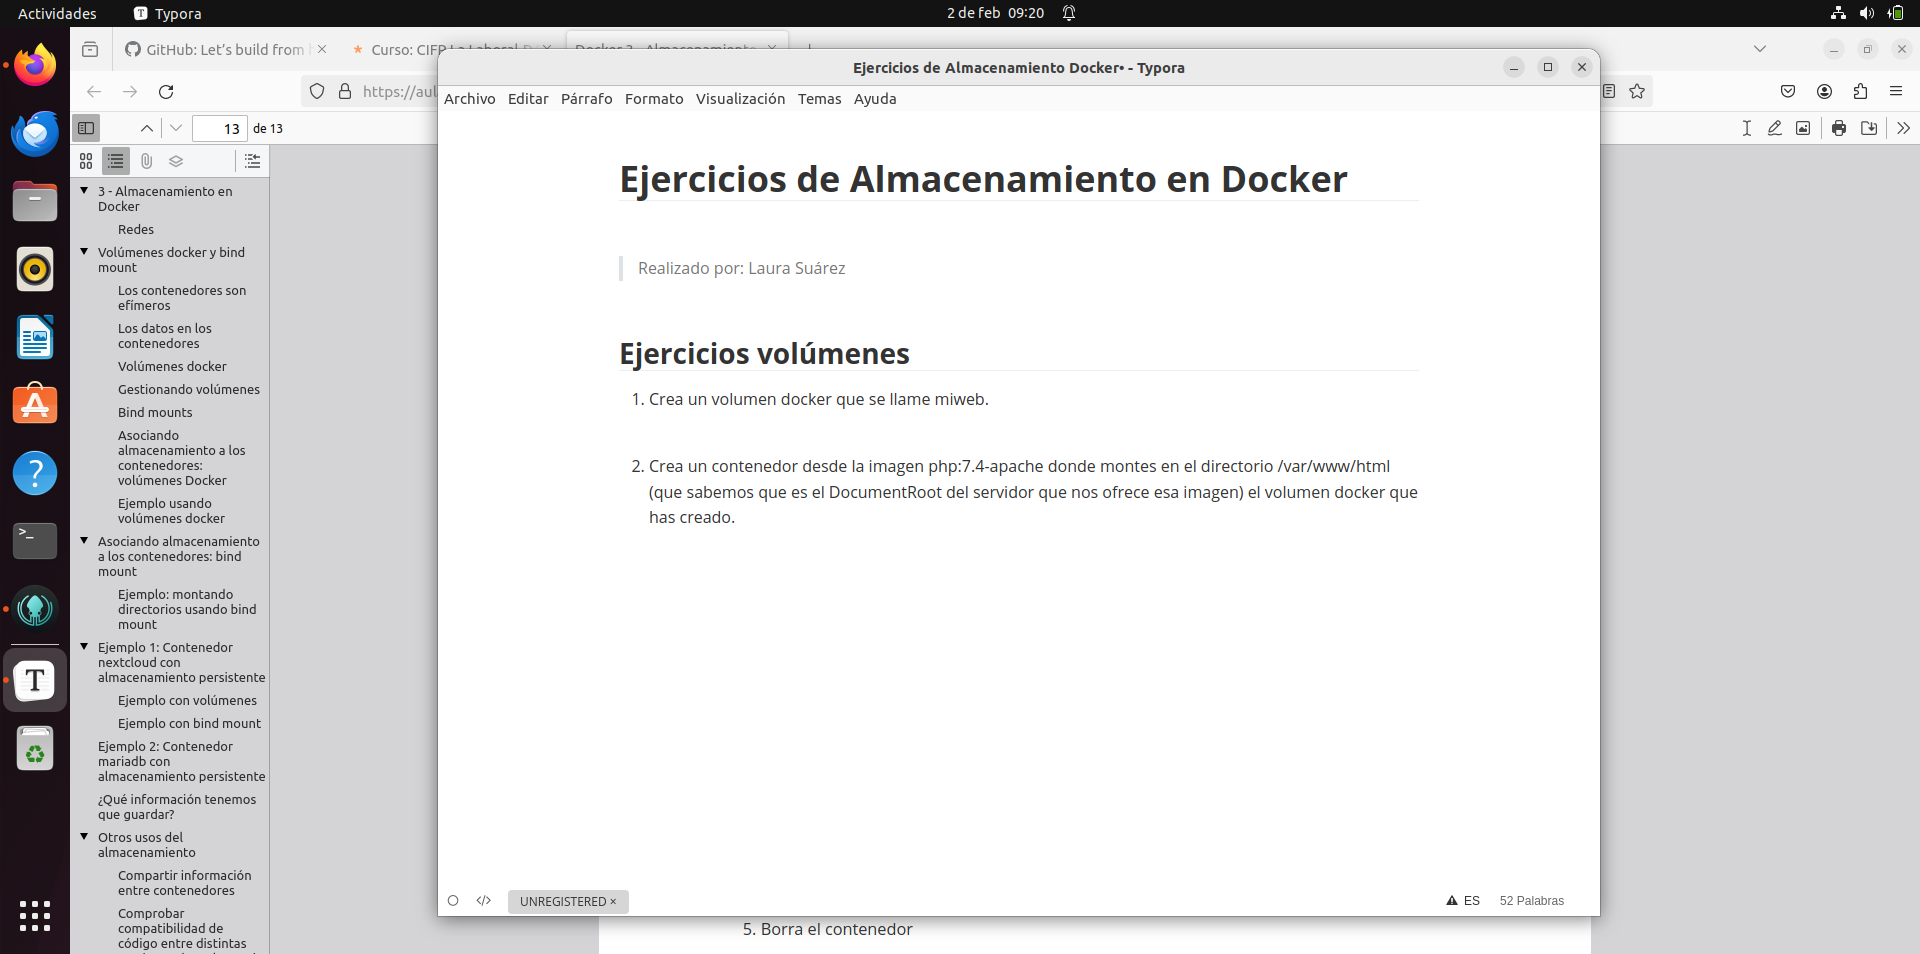 Actividades
Typora
2 de feb 09:20
GitHub: Let's build from
Curso: CIFP La Laboral
Docker 3 - Almacenamiento
https://aul
Ejercicios de Almacenamiento Docker• - Typora
Archivo Editar Párrafo Formato Visualización Temas Ayuda
13 de 13
3 - Almacenamiento en
Docker
Redes
Volúmenes docker y bind
mount
Los contenedores son
efímeros
Los datos en los
contenedores
Volúmenes docker
Gestionando volúmenes
Bind mounts
Asociando
almacenamiento a los
contenedores:
volúmenes Docker
Ejemplo usando
volúmenes docker
Asociando almacenamiento
a los contenedores: bind
mount
Ejemplo: montando
directorios usando bind
mount
Ejemplo 1: Contenedor
nextcloud con
almacenamiento persistente
Ejemplo con volúmenes
Ejemplo con bind mount
Ejemplo 2: Contenedor
mariadb con
almacenamiento persistente
¿Qué información tenemos
que guardar?
Otros usos del
almacenamiento
Compartir información
entre contenedores
Comprobar
compatibilidad de
código entre distintas
Ejercicios de Almacenamiento en Docker
Realizado por: Laura Suárez
Ejercicios volúmenes
1. Crea un volumen docker que se llame miweb.
2. Crea un contenedor desde la imagen php:7.4-apache donde montes en el directorio /var/www/html
(que sabemos que es el DocumentRoot del servidor que nos ofrece esa imagen) el volumen docker que
has creado.
UNREGISTERED ×
ES
52 Palabras
5. Borra el contenedor